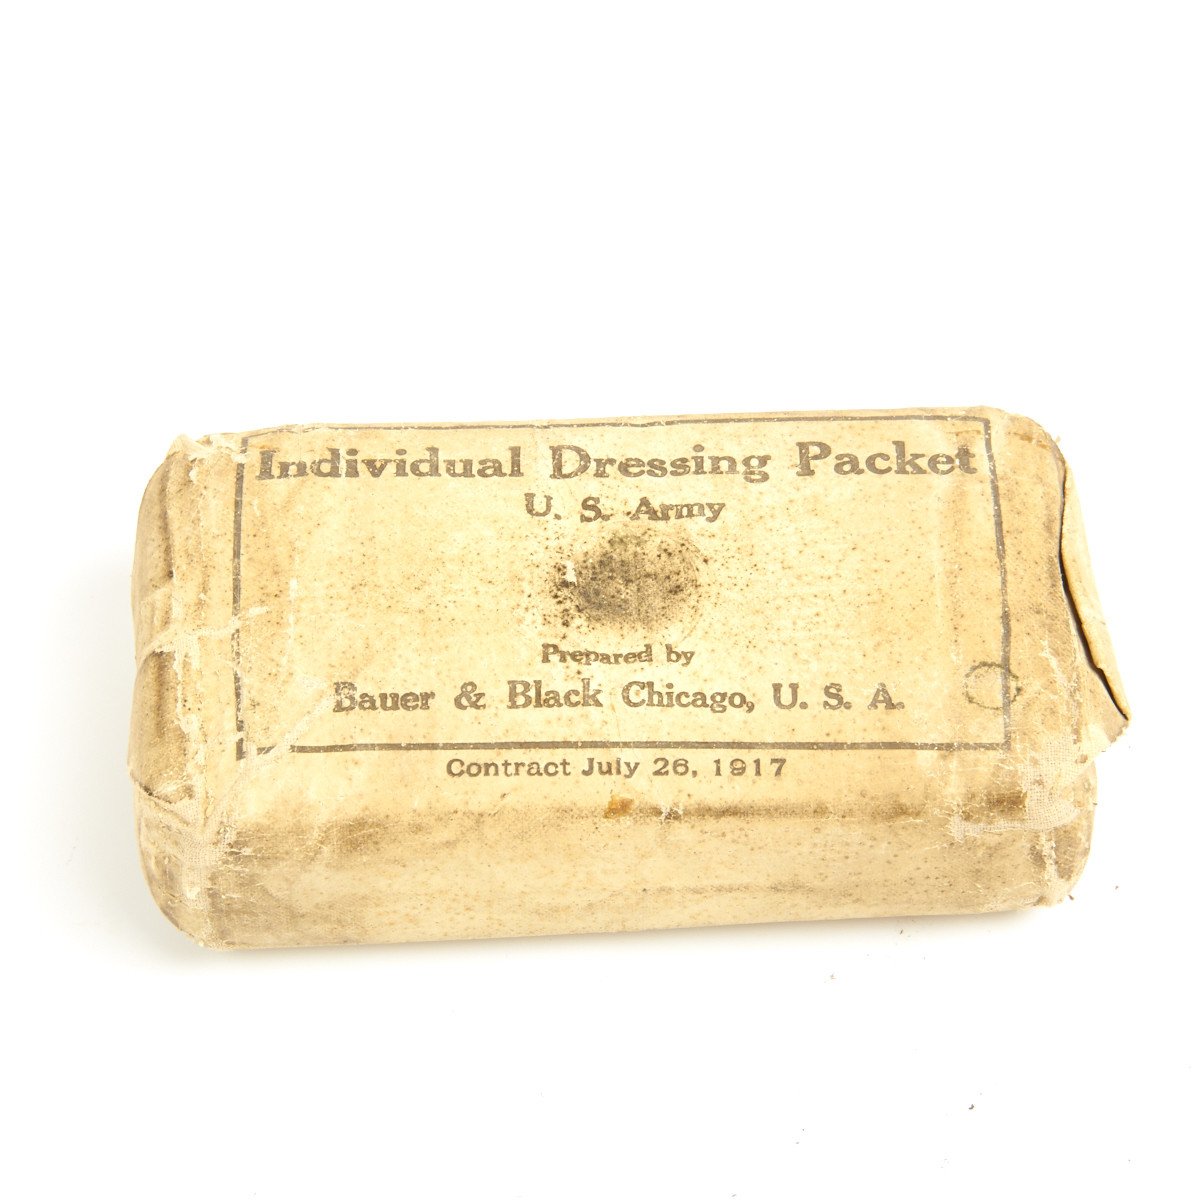 Individual Dressing Packet
U. S. Army
Prepared by
Bauer & Black Chicago, U. S. A.
Contract July 26, 1917